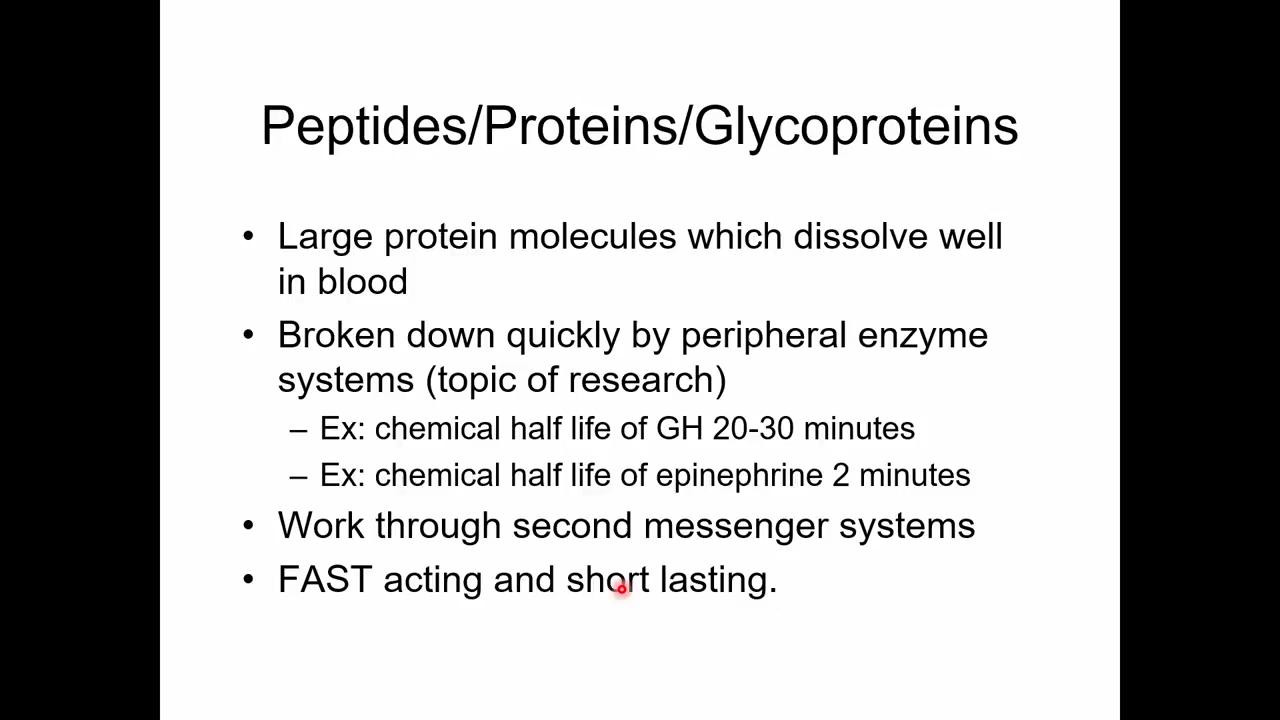 Peptides/Proteins/Glycoproteins
• Large protein molecules which dissolve well
in blood
• Broken down quickly by peripheral enzyme
systems (topic of research)
– Ex: chemical half life of GH 20-30 minutes
– Ex: chemical half life of epinephrine 2 minutes
• Work through second messenger systems
• FAST acting and short lasting.